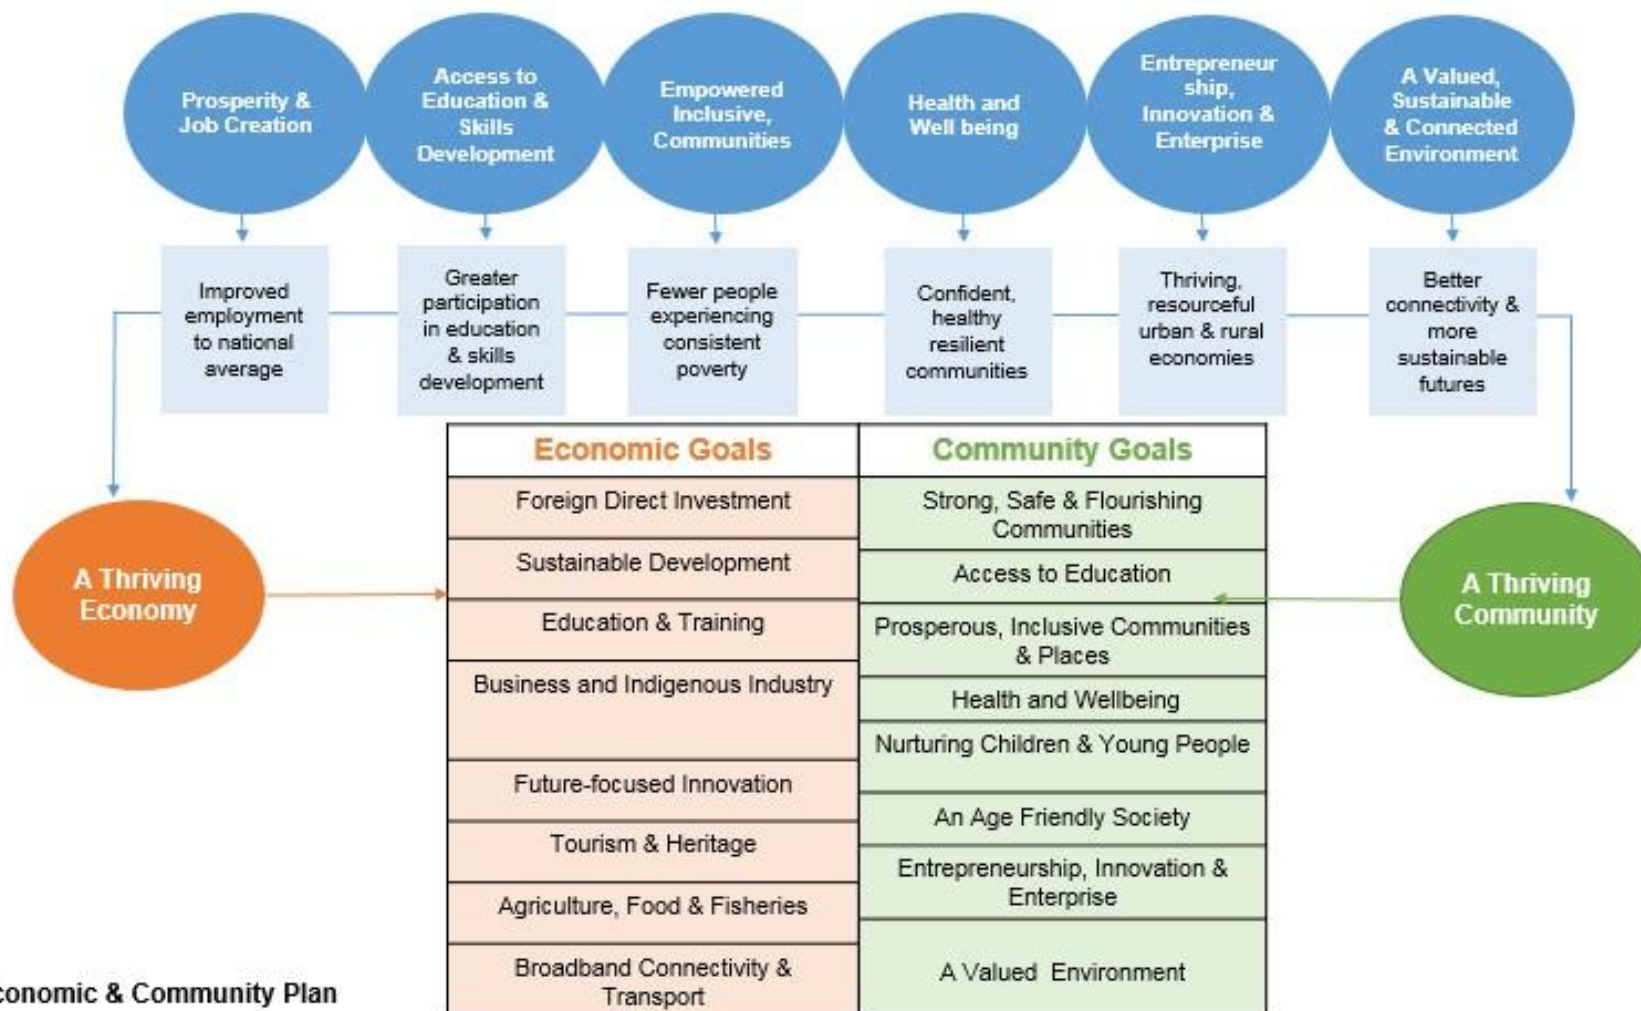 Prosperity &
Job Creation
Access to
Education &
Skills
Development
Empowered
Inclusive,
Communities
Health and
Well being
Entrepreneur
ship,
Innovation &
Enterprise
A Valued,
Sustainable
& Connected
Environment
Improved
employment
to national
average
Greater
participation
in education
& skills
development
Fewer people
experiencing
consistent
poverty
Confident,
healthy
resilient
communities
Thriving,
resourceful
urban & rural
economies
Better
connectivity &
more
sustainable
futures
A Thriving
Economy
Economic Goals
Foreign Direct Investment
Sustainable Development
Education & Training
Business and Indigenous Industry
Future-focused Innovation
Tourism & Heritage
Agriculture, Food & Fisheries
Broadband Connectivity &
Transport
Community Goals
Strong, Safe & Flourishing
Communities
Access to Education
Prosperous, Inclusive Communities
& Places
Health and Wellbeing
Nurturing Children & Young People
An Age Friendly Society
Entrepreneurship, Innovation &
Enterprise
A Valued Environment
A Thriving
Community
conomic & Community Plan